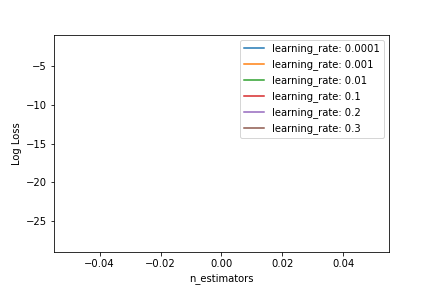 learning_rate: 0.0001
learning_rate: 0.001
learning_rate: 0.01
learning_rate: 0.1
learning_rate: 0.2
learning_rate: 0.3
−5
−10
−15
−20
−25
Log Loss
−0.04 −0.02 0.00 0.02 0.04
n_estimators